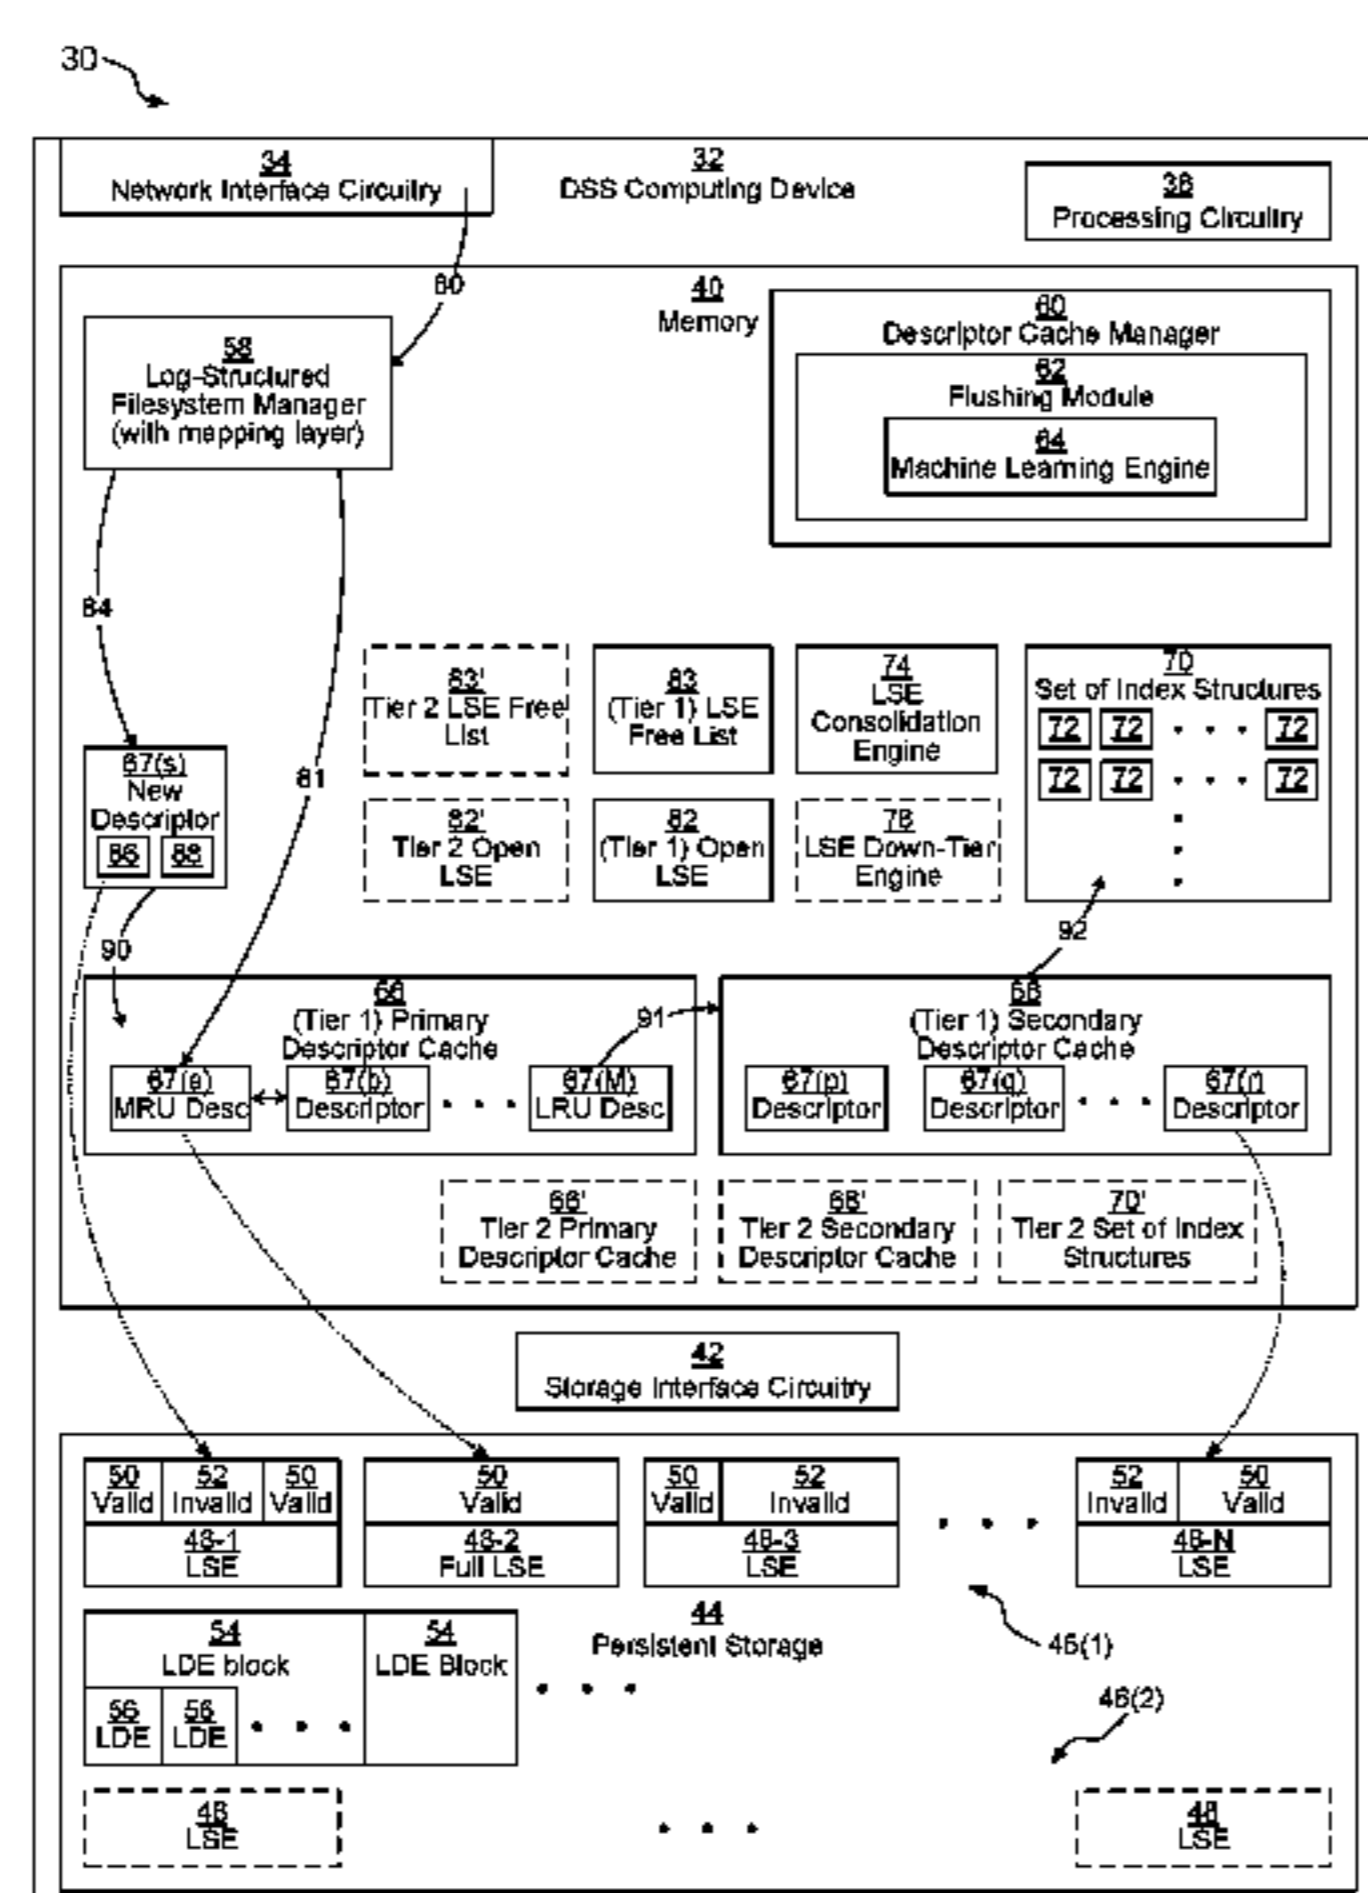 30
34
Network Interface Circuitry
32
DSS Computing Device
36
Processing Circuitry
80
40
Memory
60
Descriptor Cache Manager
62
Flushing Module
64
Machine Learning Engine
58
Log-Structured
Filesystem Manager
(with mapping layer)
84
81
83'
Tier 2 LSE Free
List
83
(Tier 1) LSE
Free List
74
LSE
Consolidation
Engine
70
Set of Index Structures
72 72 72
72 72 72
67(s)
New
Descriptor
86 88
82'
Tier 2 Open
LSE
82
(Tier 1) Open
LSE
76
LSE Down-Tier
Engine
90
92
66
(Tier 1) Primary
Descriptor Cache
67(a)
MRU Desc
67(b)
Descriptor
67(M)
LRU Desc
91
68
(Tier 1) Secondary
Descriptor Cache
67(p)
Descriptor
67(q)
Descriptor
67(r)
Descriptor
66'
Tier 2 Primary
Descriptor Cache
68'
Tier 2 Secondary
Descriptor Cache
70'
Tier 2 Set of Index
Structures
42
Storage Interface Circuitry
50
Valid
52
Invalid
50
Valid
48-1
LSE
50
Valid
48-2
Full LSE
50
Valid
52
Invalid
48-3
LSE
52
Invalid
50
Valid
48-N
LSE
54
LDE block
54
LDE Block
56
LDE
56
LDE
44
Persistent Storage
46(1)
46(2)
48
LSE
48
LSE